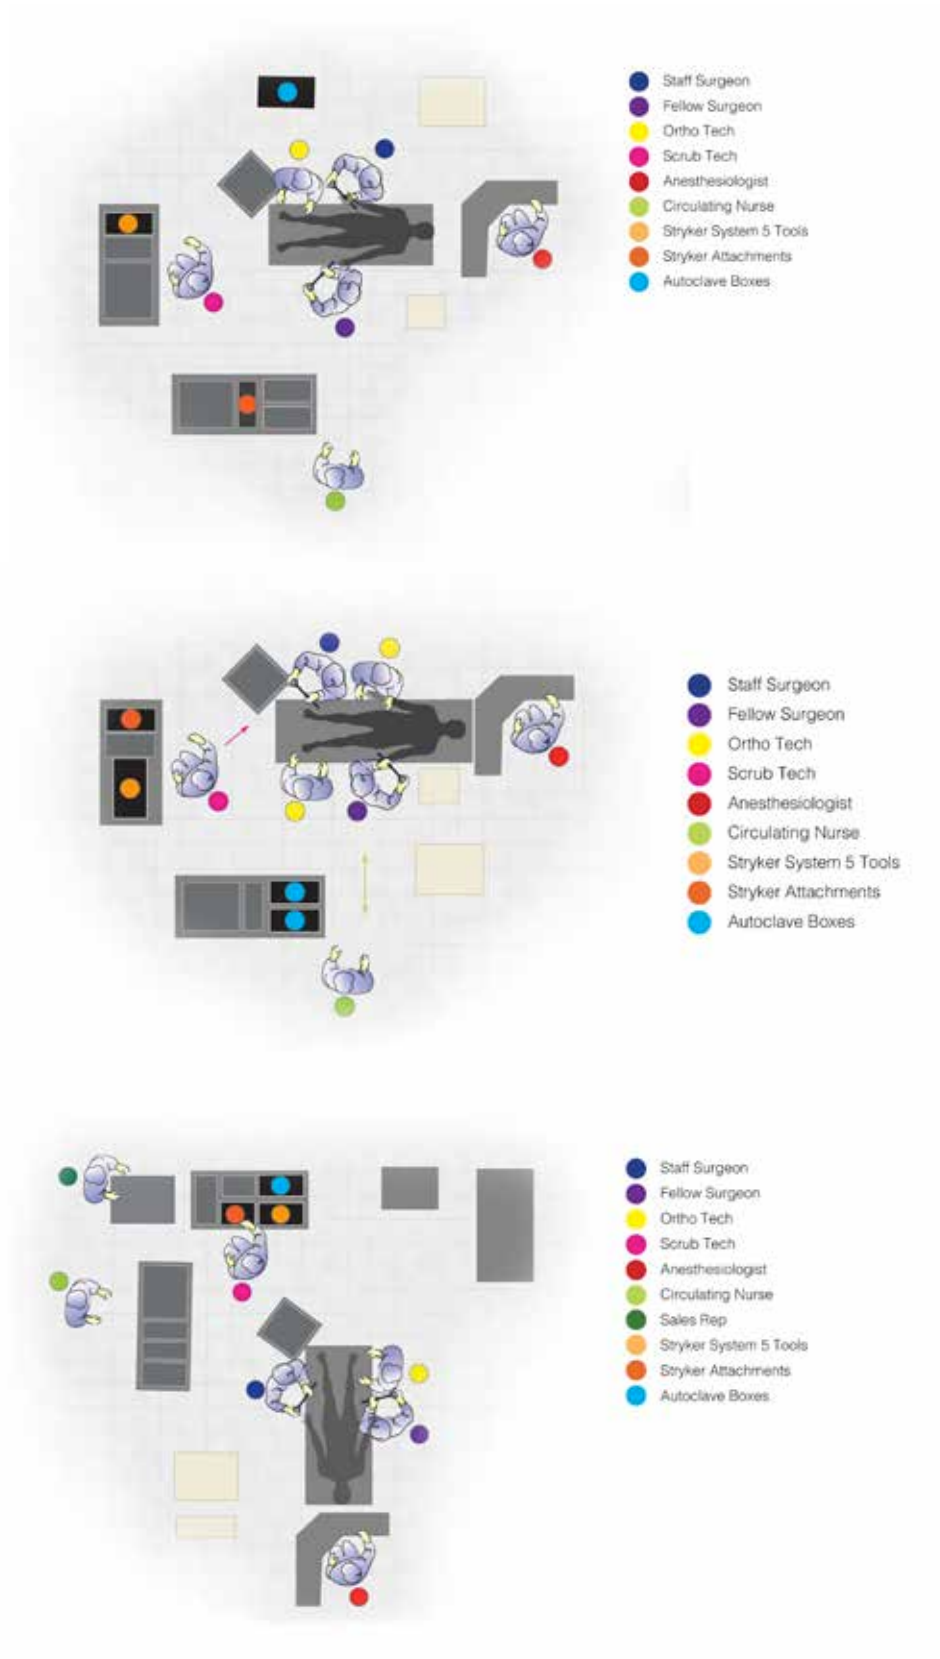 Staff Surgeon
Fellow Surgeon
Ortho Tech
Scrub Tech
Anesthesiologist
Circulating Nurse
Stryker System 5 Tools
Stryker Attachments
Autoclave Boxes
Staff Surgeon
Fellow Surgeon
Ortho Tech
Scrub Tech
Anesthesiologist
Circulating Nurse
Stryker System 5 Tools
Stryker Attachments
Autoclave Boxes
Staff Surgeon
Fellow Surgeon
Ortho Tech
Scrub Tech
Anesthesiologist
Circulating Nurse
Sales Rep
Stryker System 5 Tools
Stryker Attachments
Autoclave Boxes